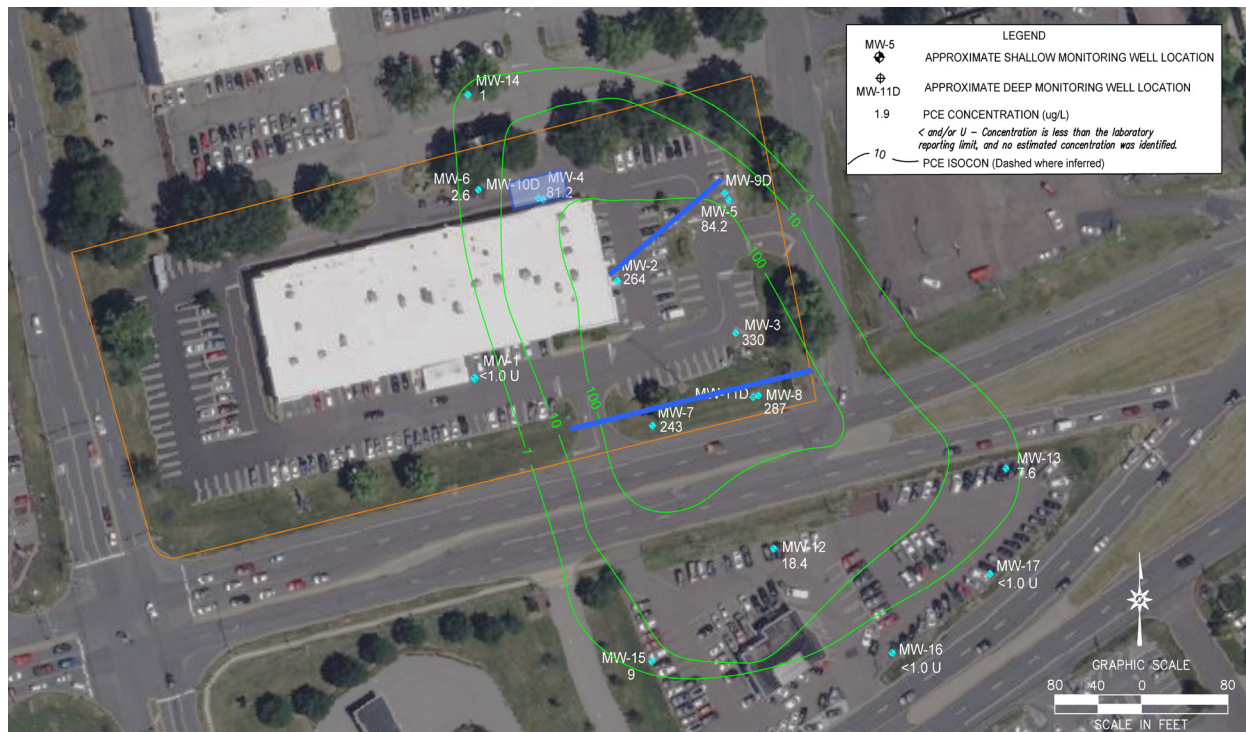 LEGEND
MW-5
APPROXIMATE SHALLOW MONITORING WELL LOCATION
APPROXIMATE DEEP MONITORING WELL LOCATION
MW-11D
1.9 PCE CONCENTRATION (ug/L)
< and/or U – Concentration is less than the laboratory
reporting limit, and no estimated concentration was identified.
10 PCE ISOCON (Dashed where inferred)
MW-14
1
MW-6
2.6
MW-10D
MW-4
81.2
MW-9D
MW-5
84.2
1
10
100
MW-2
264
MW-3
330
MW-1
<1.0 U
100
10
1
MW-11D
MW-8
287
MW-7
243
MW-13
7.6
MW-12
18.4
MW-17
<1.0 U
MW-15
9
MW-16
<1.0 U
GRAPHIC SCALE
80 40 0 80
SCALE IN FEET